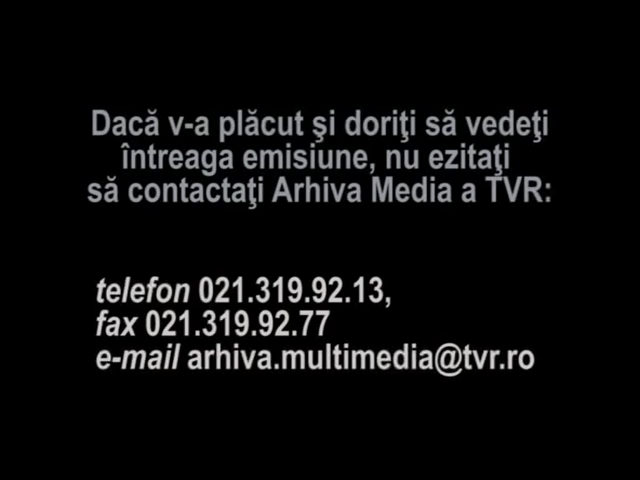 Dacă v-a plăcut şi doriţi să vedeţi
întreaga emisiune, nu ezitaţi
să contactaţi Arhiva Media a TVR:
telefon 021.319.92.13,
fax 021.319.92.77
e-mail arhiva.multimedia@tvr.ro